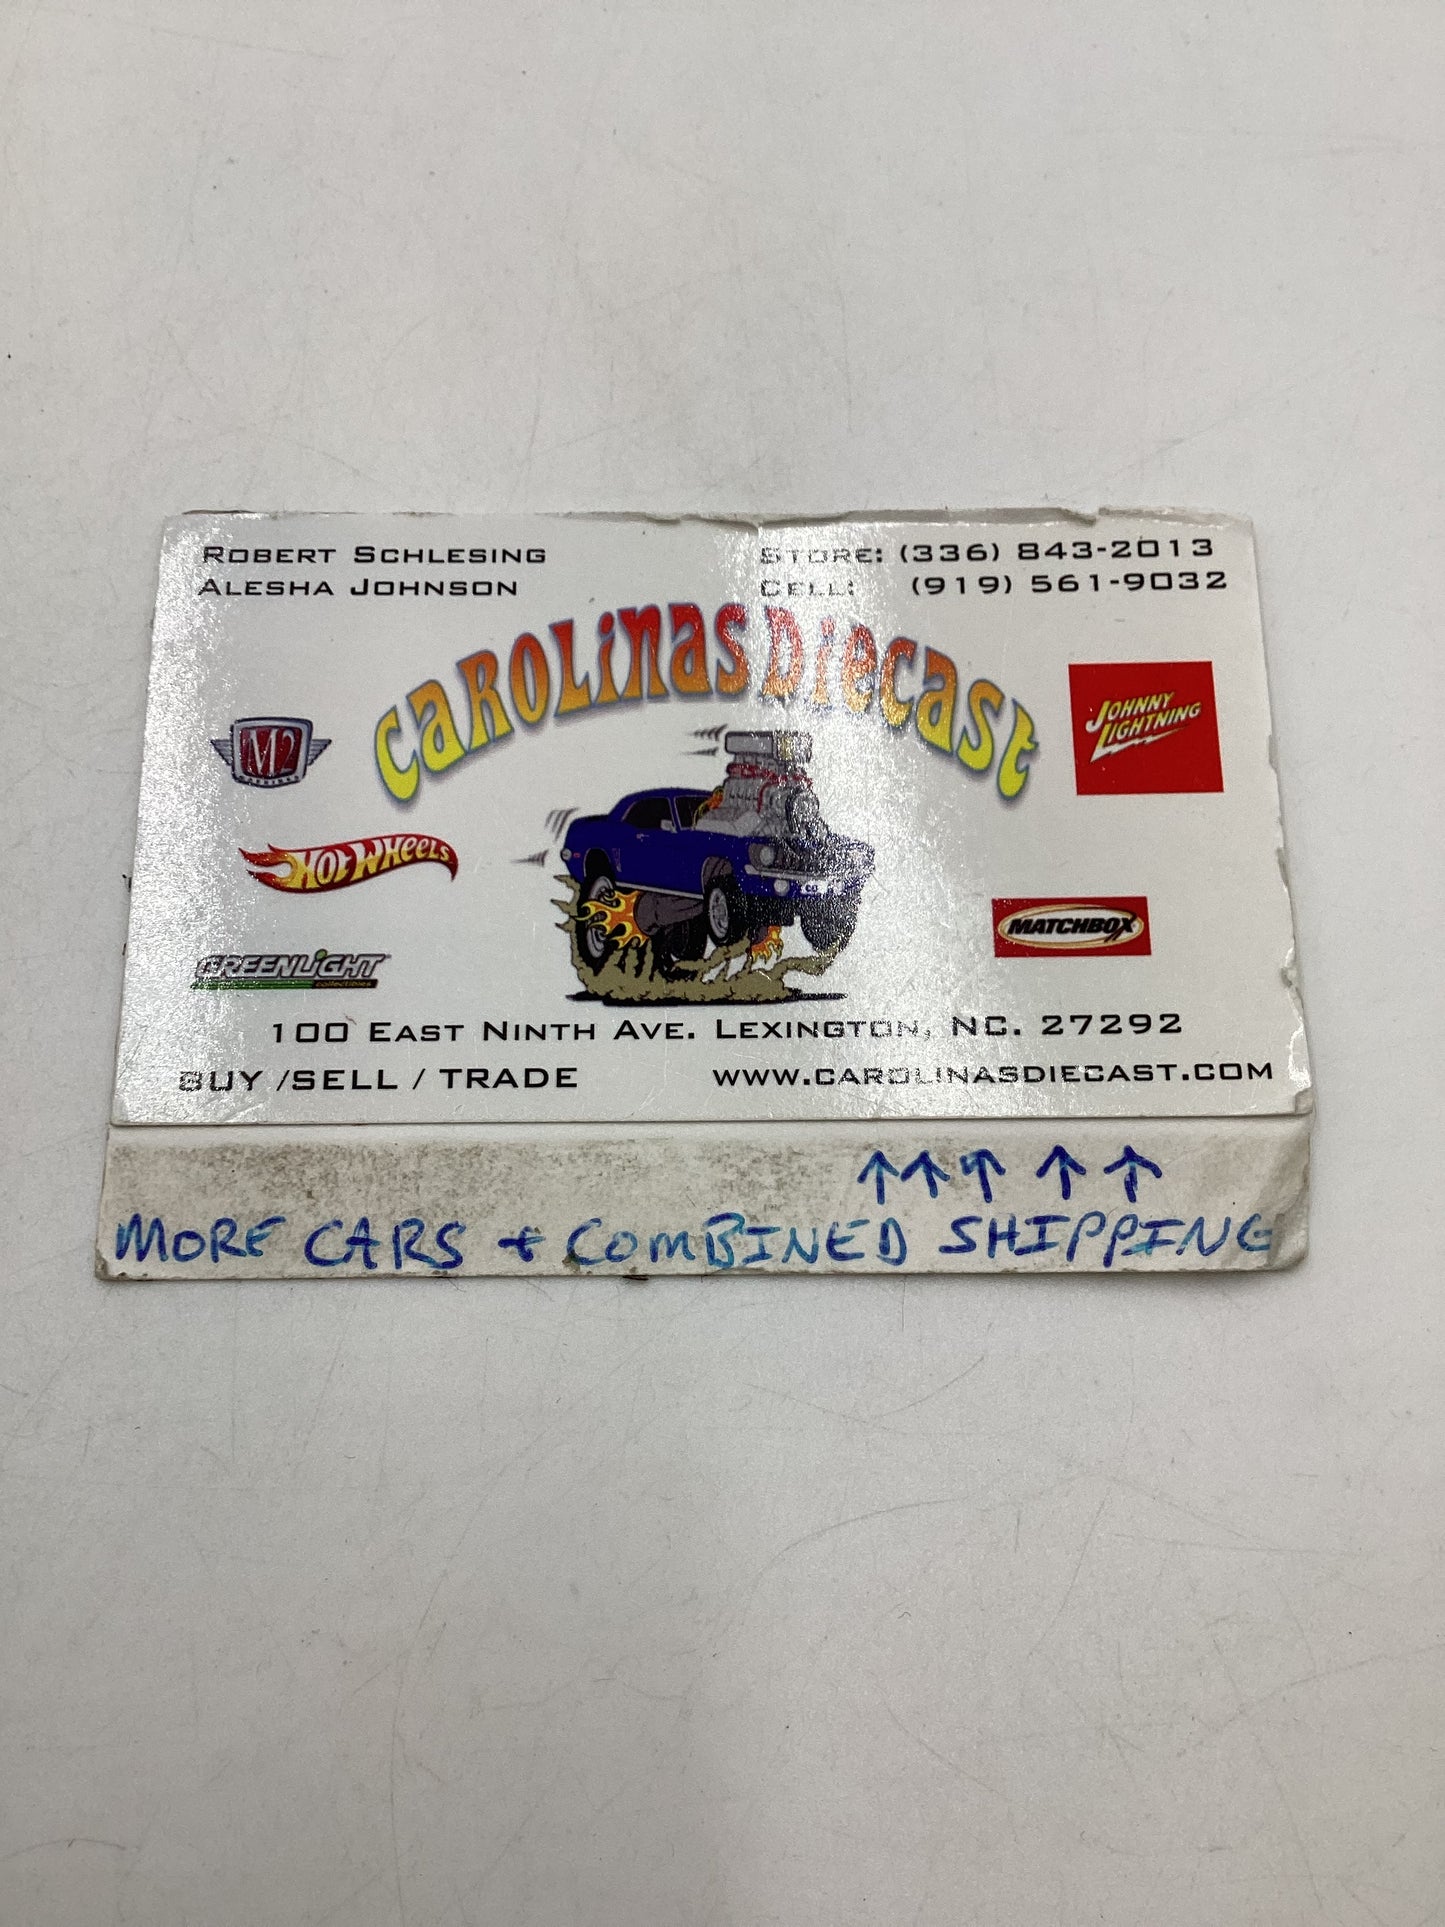 ROBERT SCHLESING
ALESHA JOHNSON
STORE: (336) 843-2013
CELL: (919) 561-9032
CAROLINAS DIECAST
M2
MACHINES
JOHNNY
LIGHTNING
HOT WHEELS
MATCHBOX
GREENLIGHT
collectibles
100 EAST NINTH AVE. LEXINGTON, NC. 27292
BUY /SELL / TRADE
WWW.CAROLINASDIECAST.COM
↑↑↑ ↑ ↑
MORE CARS + COMBINED SHIPPING